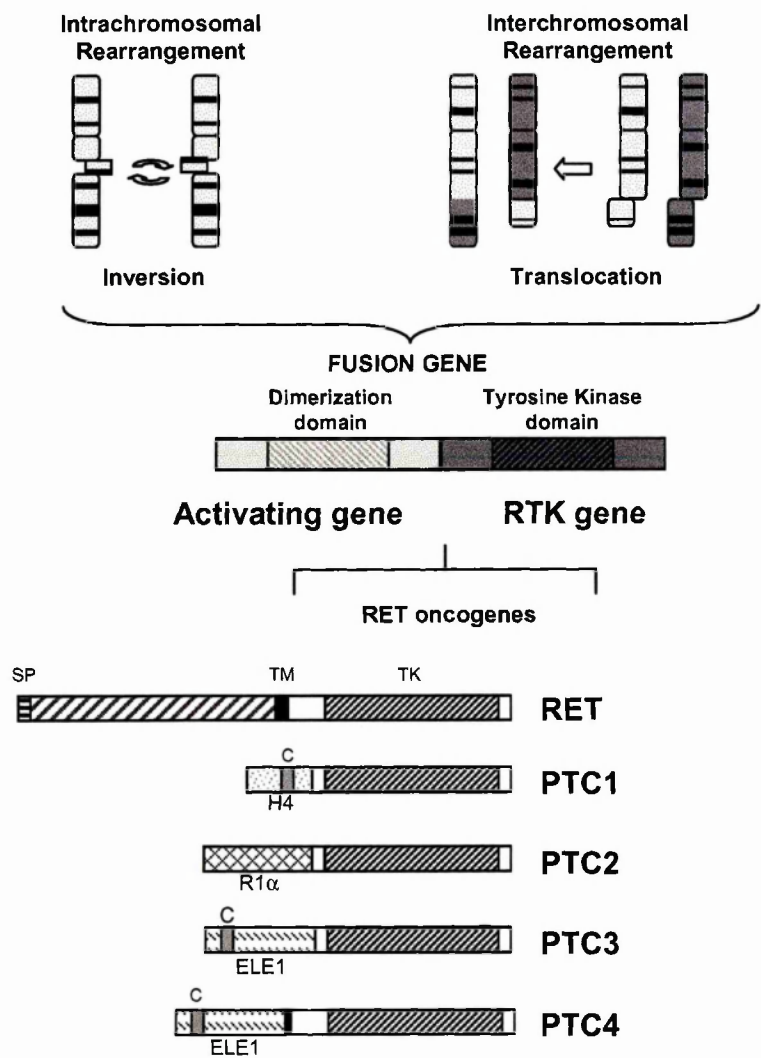 Intrachromosomal
Rearrangement
Interchromosomal
Rearrangement
Inversion
Translocation
FUSION GENE
Dimerization
domain
Tyrosine Kinase
domain
Activating gene
RTK gene
RET oncogenes
SP
TM
TK
RET
C
H4
PTC1
R1α
PTC2
C
ELE1
PTC3
C
ELE1
PTC4